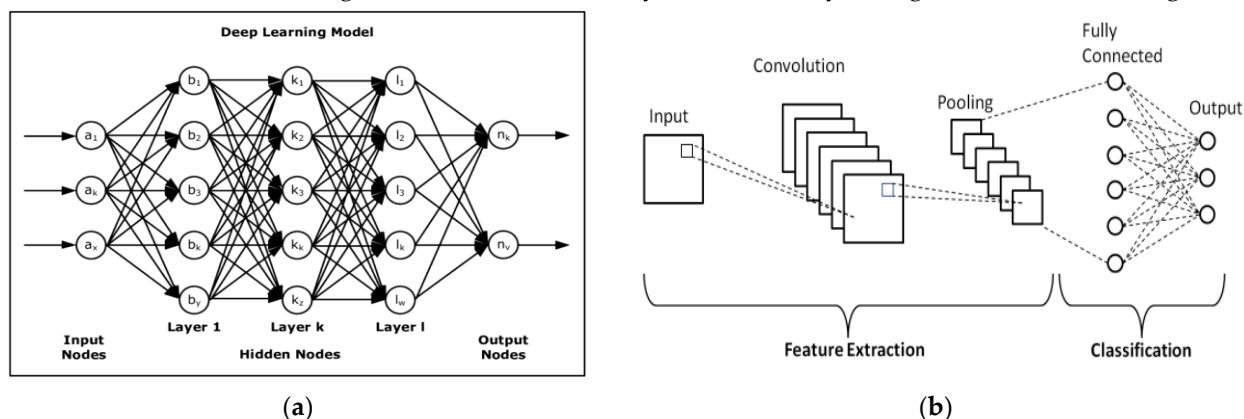 Deep Learning Model
a1
ak
ax
b1
b2
b3
bk
by
k1
k2
k3
kk
kz
l1
l2
l3
lk
lw
nk
nv
Layer 1 Layer k Layer l
Input
Nodes
Hidden Nodes
Output
Nodes
(a)
Input
Convolution
Pooling
Fully
Connected
Output
Feature Extraction
Classification
(b)